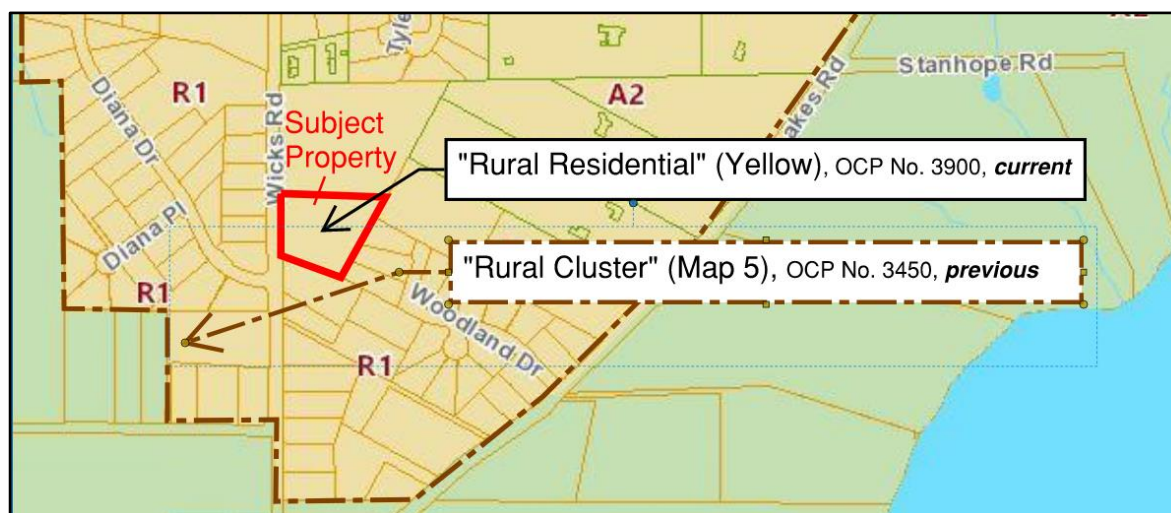 Tyle
Stanhope Rd
R1
A2
Diana Dr
Wicks Rd
akes Rd
Subject
Property
"Rural Residential" (Yellow), OCP No. 3900, current
Diana Pl
"Rural Cluster" (Map 5), OCP No. 3450, previous
R1
Woodland Dr
R1